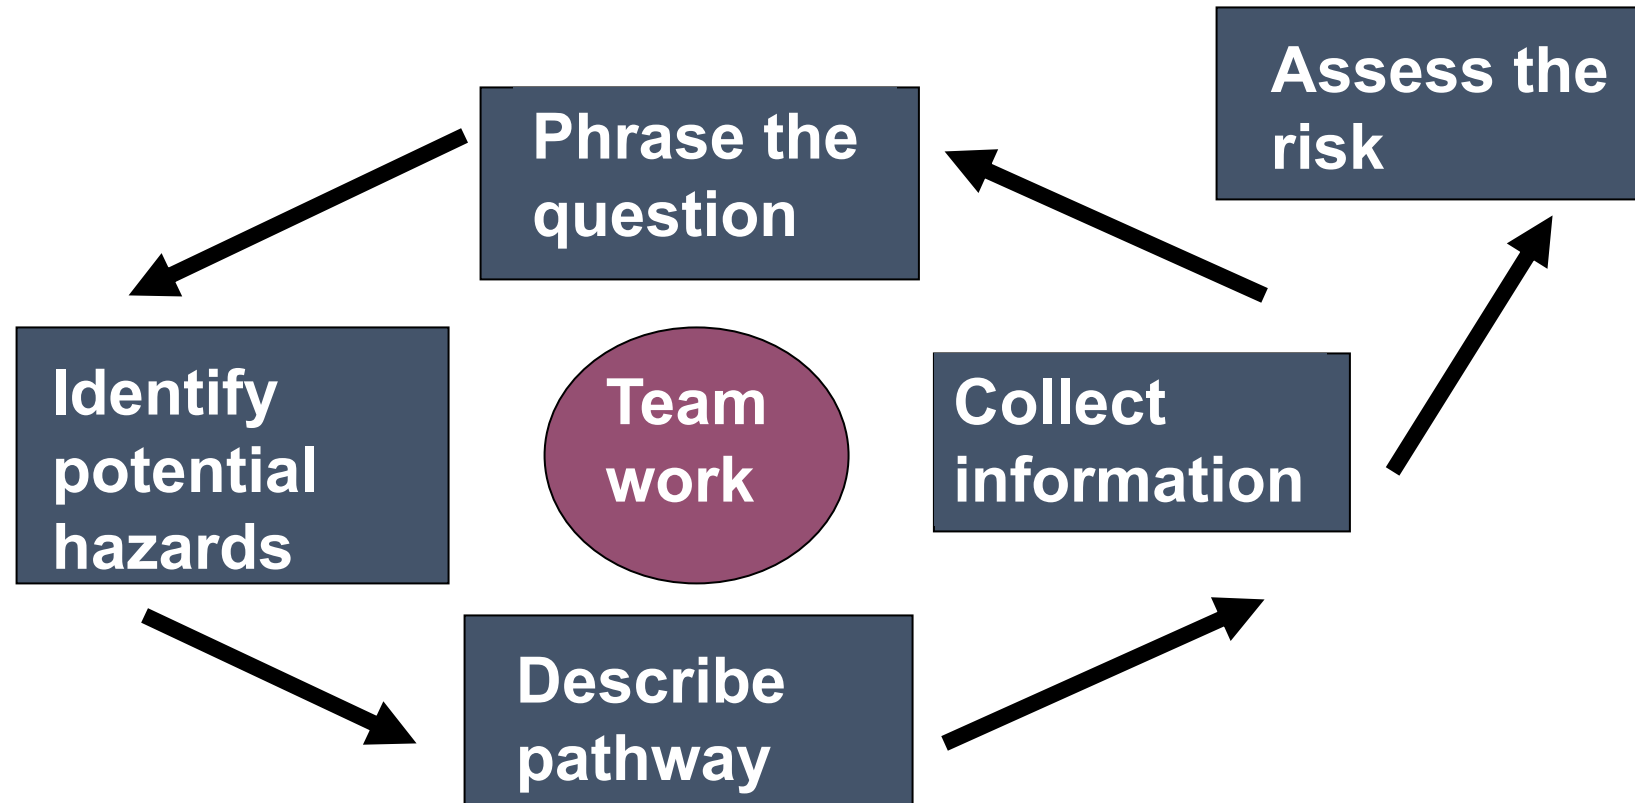 Assess the
risk
Phrase the
question
Identify
potential
hazards
Team
work
Collect
information
Describe
pathway